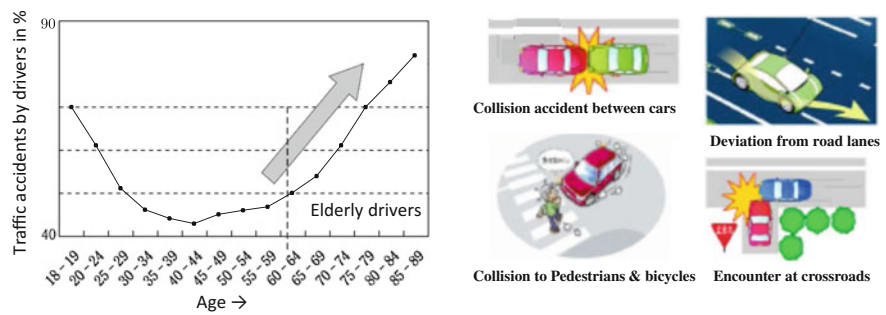 90
Traffic accidents by drivers in %
Elderly drivers
40
18 – 19
20 – 24
25 – 29
30 – 34
35 – 39
40 – 44
45 – 49
50 – 54
55 – 59
60 – 64
65 – 69
70 – 74
75 – 79
80 – 84
85 – 89
Age →
Collision accident between cars
Deviation from road lanes
Collision to Pedestrians & bicycles
Encounter at crossroads